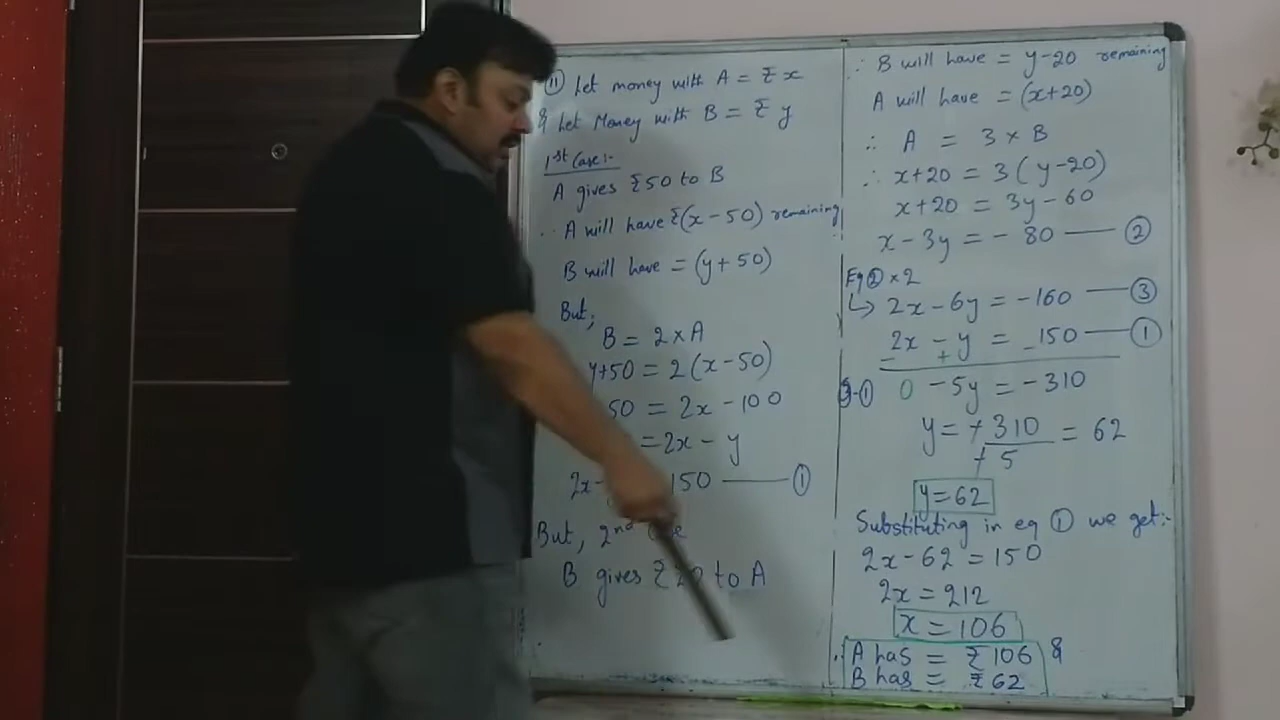 ⑪ Let money with A = ₹ x
& Let Money with B = ₹ y
1st Case:-
A gives ₹50 to B
∴ A will have ₹(x-50) remaining
B will have = (y+50)
But;
B = 2 × A
y+50 = 2(x-50)
50 = 2x - 100
= 2x - y
2x- 150 —— ①
But, 2nd
B gives ₹20 to A
∴ B will have = y-20 remaining
A will have = (x+20)
∴ A = 3 × B
∴ x+20 = 3(y-20)
x+20 = 3y-60
x-3y = -80 —— ②
Eq ② × 2
↳ 2x-6y = -160 —— ③
2x - y = 150 —— ①
- + -
③-① 0 -5y = -310
y = +310/+5 = 62
y=62
Substituting in eq ① we get:-
2x-62 = 150
2x = 212
x = 106
∴ A has = ₹106 &
B has = ₹62